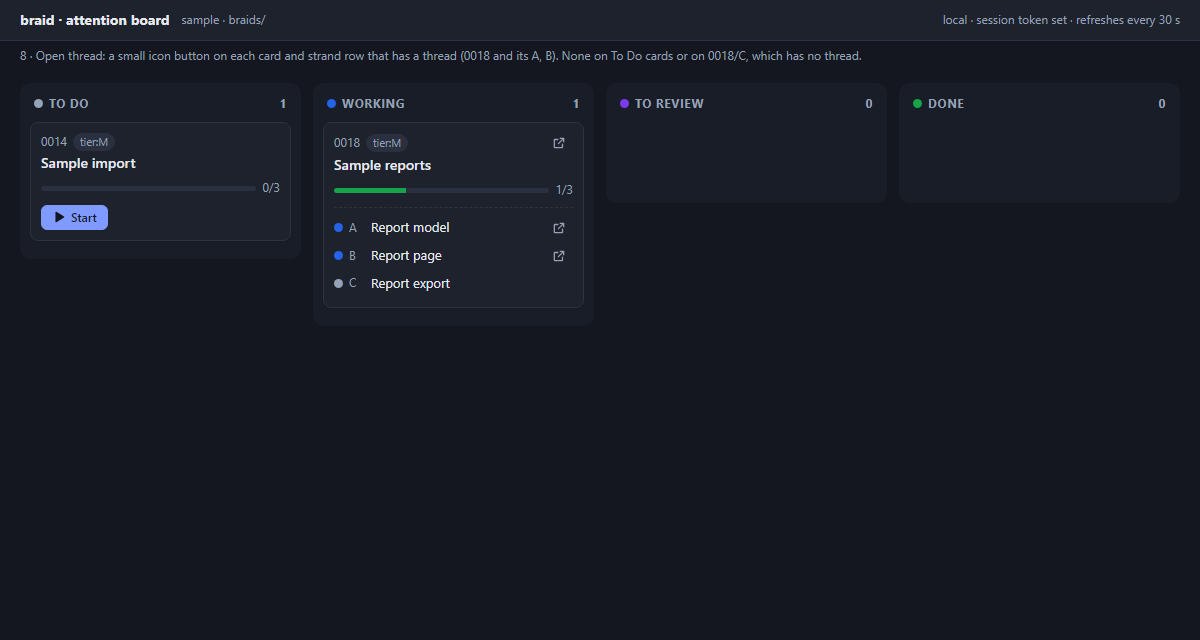 braid · attention board sample · braids/ local · session token set · refreshes every 30 s
8 · Open thread: a small icon button on each card and strand row that has a thread (0018 and its A, B). None on To Do cards or on 0018/C, which has no thread.
TO DO 1
0014 tier:M
Sample import
0/3
Start
WORKING 1
0018 tier:M
Sample reports
1/3
A Report model
B Report page
C Report export
TO REVIEW 0
DONE 0